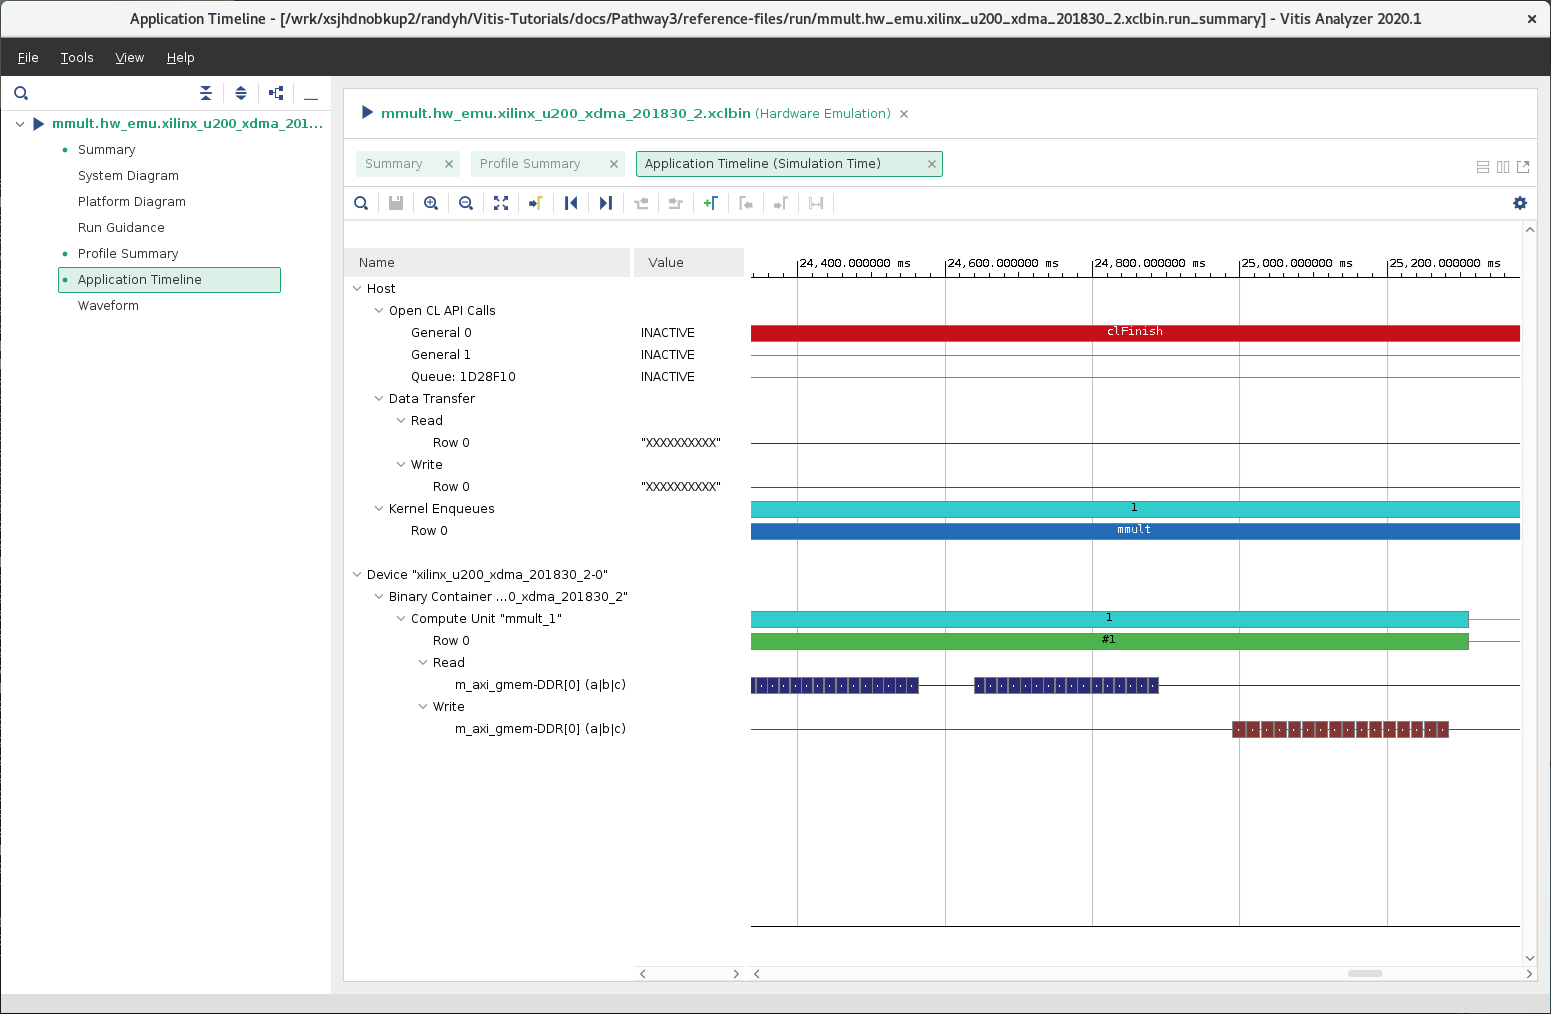 Application Timeline - [/wrk/xsjhdnobkup2/randyh/Vitis-Tutorials/docs/Pathway3/reference-files/run/mmult.hw_emu.xilinx_u200_xdma_201830_2.xclbin.run_summary] - Vitis Analyzer 2020.1
File Tools View Help
mmult.hw_emu.xilinx_u200_xdma_201...
Summary
System Diagram
Platform Diagram
Run Guidance
Profile Summary
Application Timeline
Waveform
mmult.hw_emu.xilinx_u200_xdma_201830_2.xclbin (Hardware Emulation)
Summary Profile Summary Application Timeline (Simulation Time)
Name Value 24,400.000000 ms 24,600.000000 ms 24,800.000000 ms 25,000.000000 ms 25,200.000000 ms
Host
Open CL API Calls
General 0 INACTIVE clFinish
General 1 INACTIVE
Queue: 1D28F10 INACTIVE
Data Transfer
Read
Row 0 "XXXXXXXXXX"
Write
Row 0 "XXXXXXXXXX"
Kernel Enqueues 1
Row 0 mmult
Device "xilinx_u200_xdma_201830_2-0"
Binary Container ...0_xdma_201830_2"
Compute Unit "mmult_1" 1
Row 0 #1
Read
m_axi_gmem-DDR[0] (a|b|c)
Write
m_axi_gmem-DDR[0] (a|b|c)